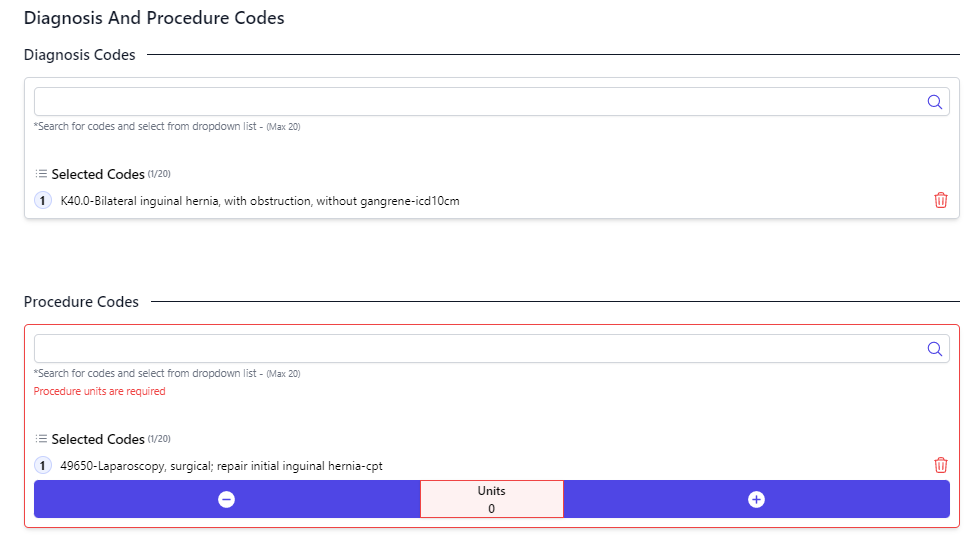 Diagnosis And Procedure Codes
Diagnosis Codes
*Search for codes and select from dropdown list - (Max 20)
Selected Codes (1/20)
1 K40.0-Bilateral inguinal hernia, with obstruction, without gangrene-icd10cm
Procedure Codes
*Search for codes and select from dropdown list - (Max 20)
Procedure units are required
Selected Codes (1/20)
1 49650-Laparoscopy, surgical; repair initial inguinal hernia-cpt
Units
0